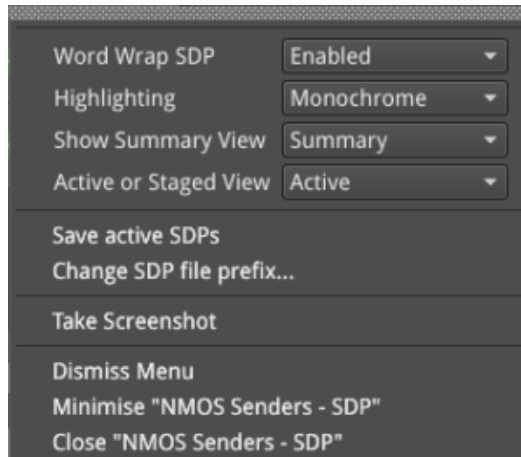 Word Wrap SDP Enabled
Highlighting Monochrome
Show Summary View Summary
Active or Staged View Active
Save active SDPs
Change SDP file prefix...
Take Screenshot
Dismiss Menu
Minimise "NMOS Senders - SDP"
Close "NMOS Senders - SDP"